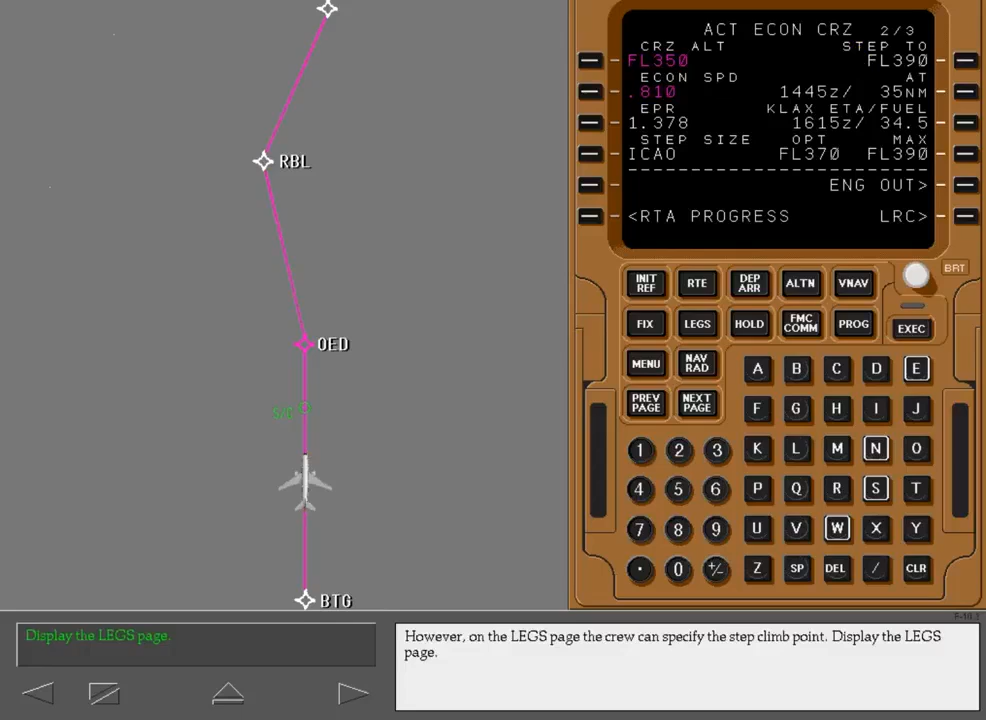 RBL
OED
S/C
BTG
ACT ECON CRZ 2/3
CRZ ALT STEP TO
FL350 FL390
ECON SPD AT
.810 1445z/ 35NM
EPR KLAX ETA/FUEL
1.378 1615z/ 34.5
STEP SIZE OPT MAX
ICAO FL370 FL390
--------------------------------
ENG OUT>
<RTA PROGRESS LRC>
BRT
INIT REF RTE DEP ARR ALTN VNAV
FIX LEGS HOLD FMC COMM PROG EXEC
MENU NAV RAD
PREV PAGE NEXT PAGE
A B C D E
F G H I J
K L M N O
P Q R S T
U V W X Y
Z SP DEL / CLR
1 2 3
4 5 6
7 8 9
. 0 +/-
Display the LEGS page.
However, on the LEGS page the crew can specify the step climb point. Display the LEGS
page.